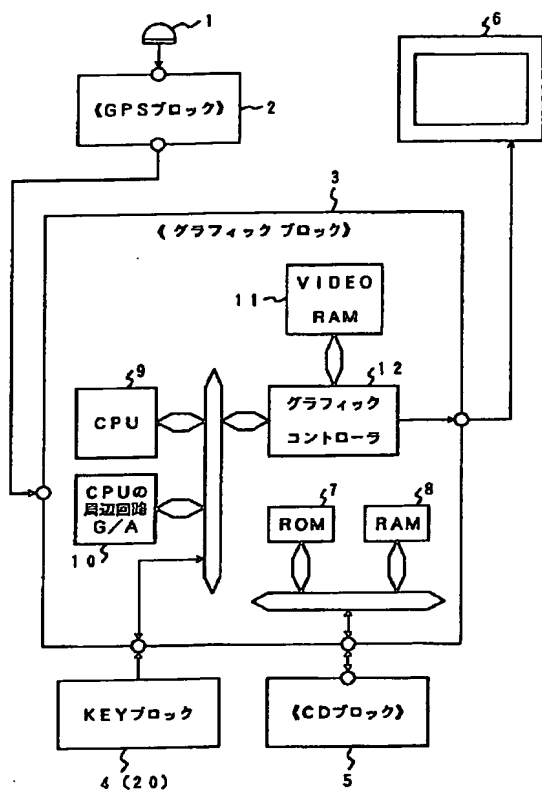 1
6
《GPSブロック》
2
3
《グラフィック ブロック》
11
VIDEO
RAM
9
CPU
12
グラフィック
コントローラ
CPUの
周辺回路
G/A
10
7
ROM
8
RAM
KEYブロック
4(20)
《CDブロック》
5